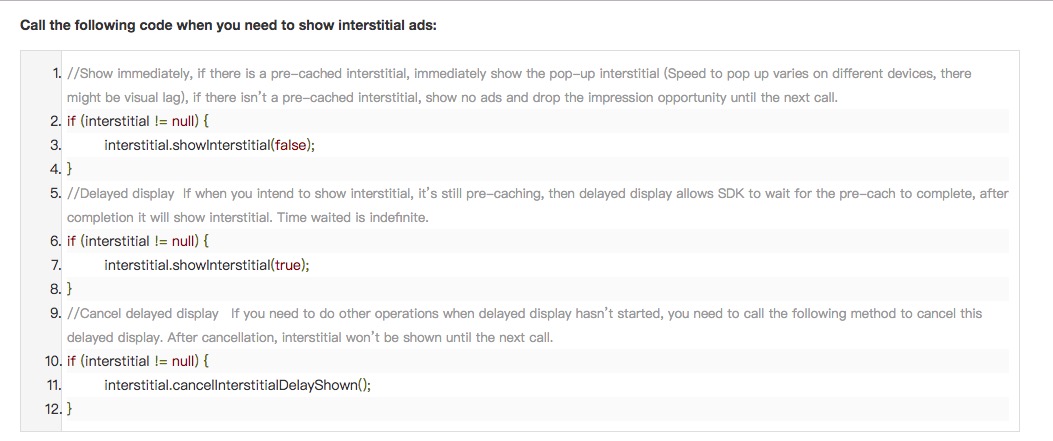 Call the following code when you need to show interstitial ads:
1. //Show immediately, if there is a pre-cached interstitial, immediately show the pop-up interstitial (Speed to pop up varies on different devices, there
might be visual lag), if there isn't a pre-cached interstitial, show no ads and drop the impression opportunity until the next call.
2. if (interstitial != null) {
3. interstitial.showInterstitial(false);
4. }
5. //Delayed display  If when you intend to show interstitial, it's still pre-caching, then delayed display allows SDK to wait for the pre-cach to complete, after
completion it will show interstitial. Time waited is indefinite.
6. if (interstitial != null) {
7. interstitial.showInterstitial(true);
8. }
9. //Cancel delayed display   If you need to do other operations when delayed display hasn't started, you need to call the following method to cancel this
delayed display. After cancellation, interstitial won't be shown until the next call.
10. if (interstitial != null) {
11. interstitial.cancelInterstitialDelayShown();
12. }